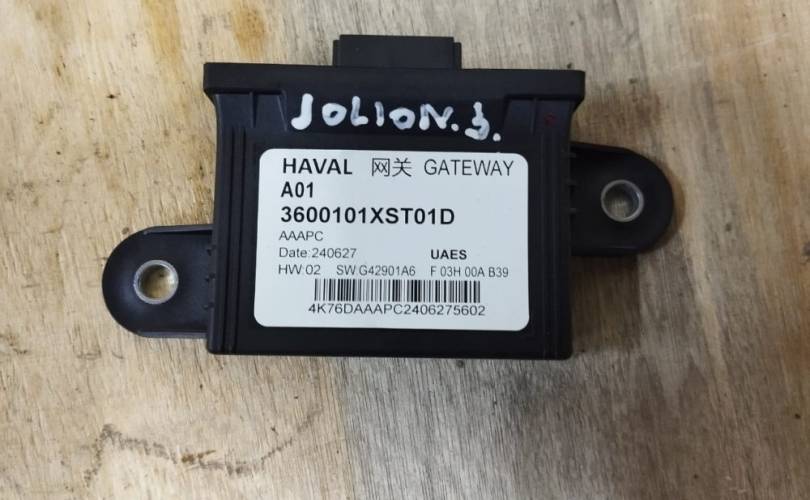 JOLION.3.
HAVAL 网关 GATEWAY
A01
3600101XST01D
AAAPC
Date:240627 UAES
HW:02 SW:G42901A6 F 03H 00A B39
4K76DAAAPC2406275602